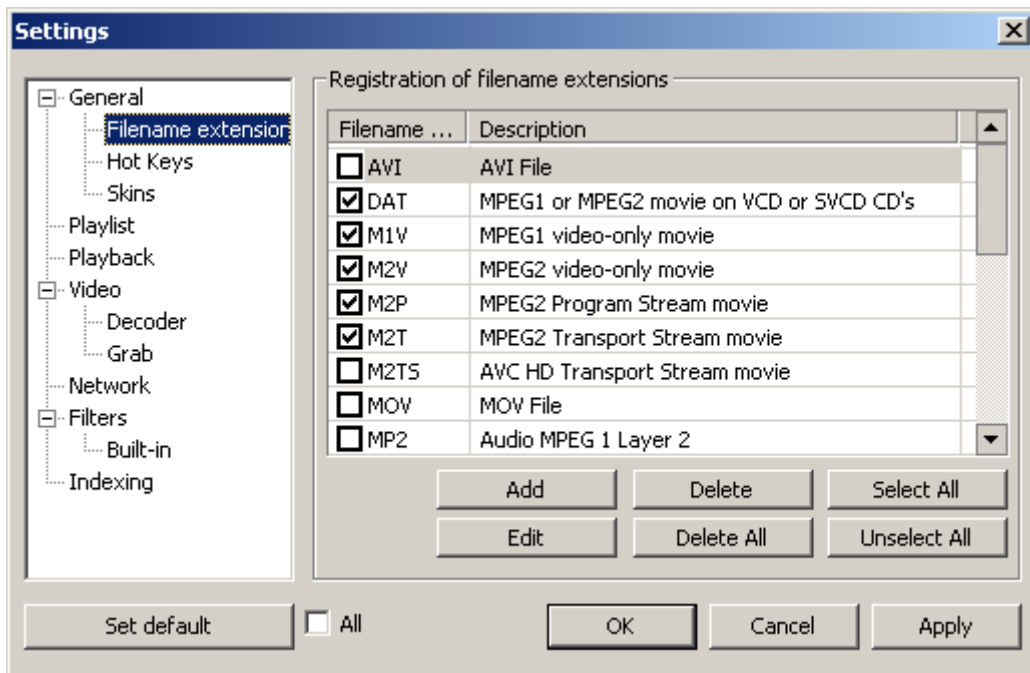 Settings
General
Filename extension
Hot Keys
Skins
Playlist
Playback
Video
Decoder
Grab
Network
Filters
Built-in
Indexing
Registration of filename extensions
Filename ... Description
AVI AVI File
DAT MPEG1 or MPEG2 movie on VCD or SVCD CD's
M1V MPEG1 video-only movie
M2V MPEG2 video-only movie
M2P MPEG2 Program Stream movie
M2T MPEG2 Transport Stream movie
M2TS AVC HD Transport Stream movie
MOV MOV File
MP2 Audio MPEG 1 Layer 2
Add Delete Select All
Edit Delete All Unselect All
Set default All OK Cancel Apply